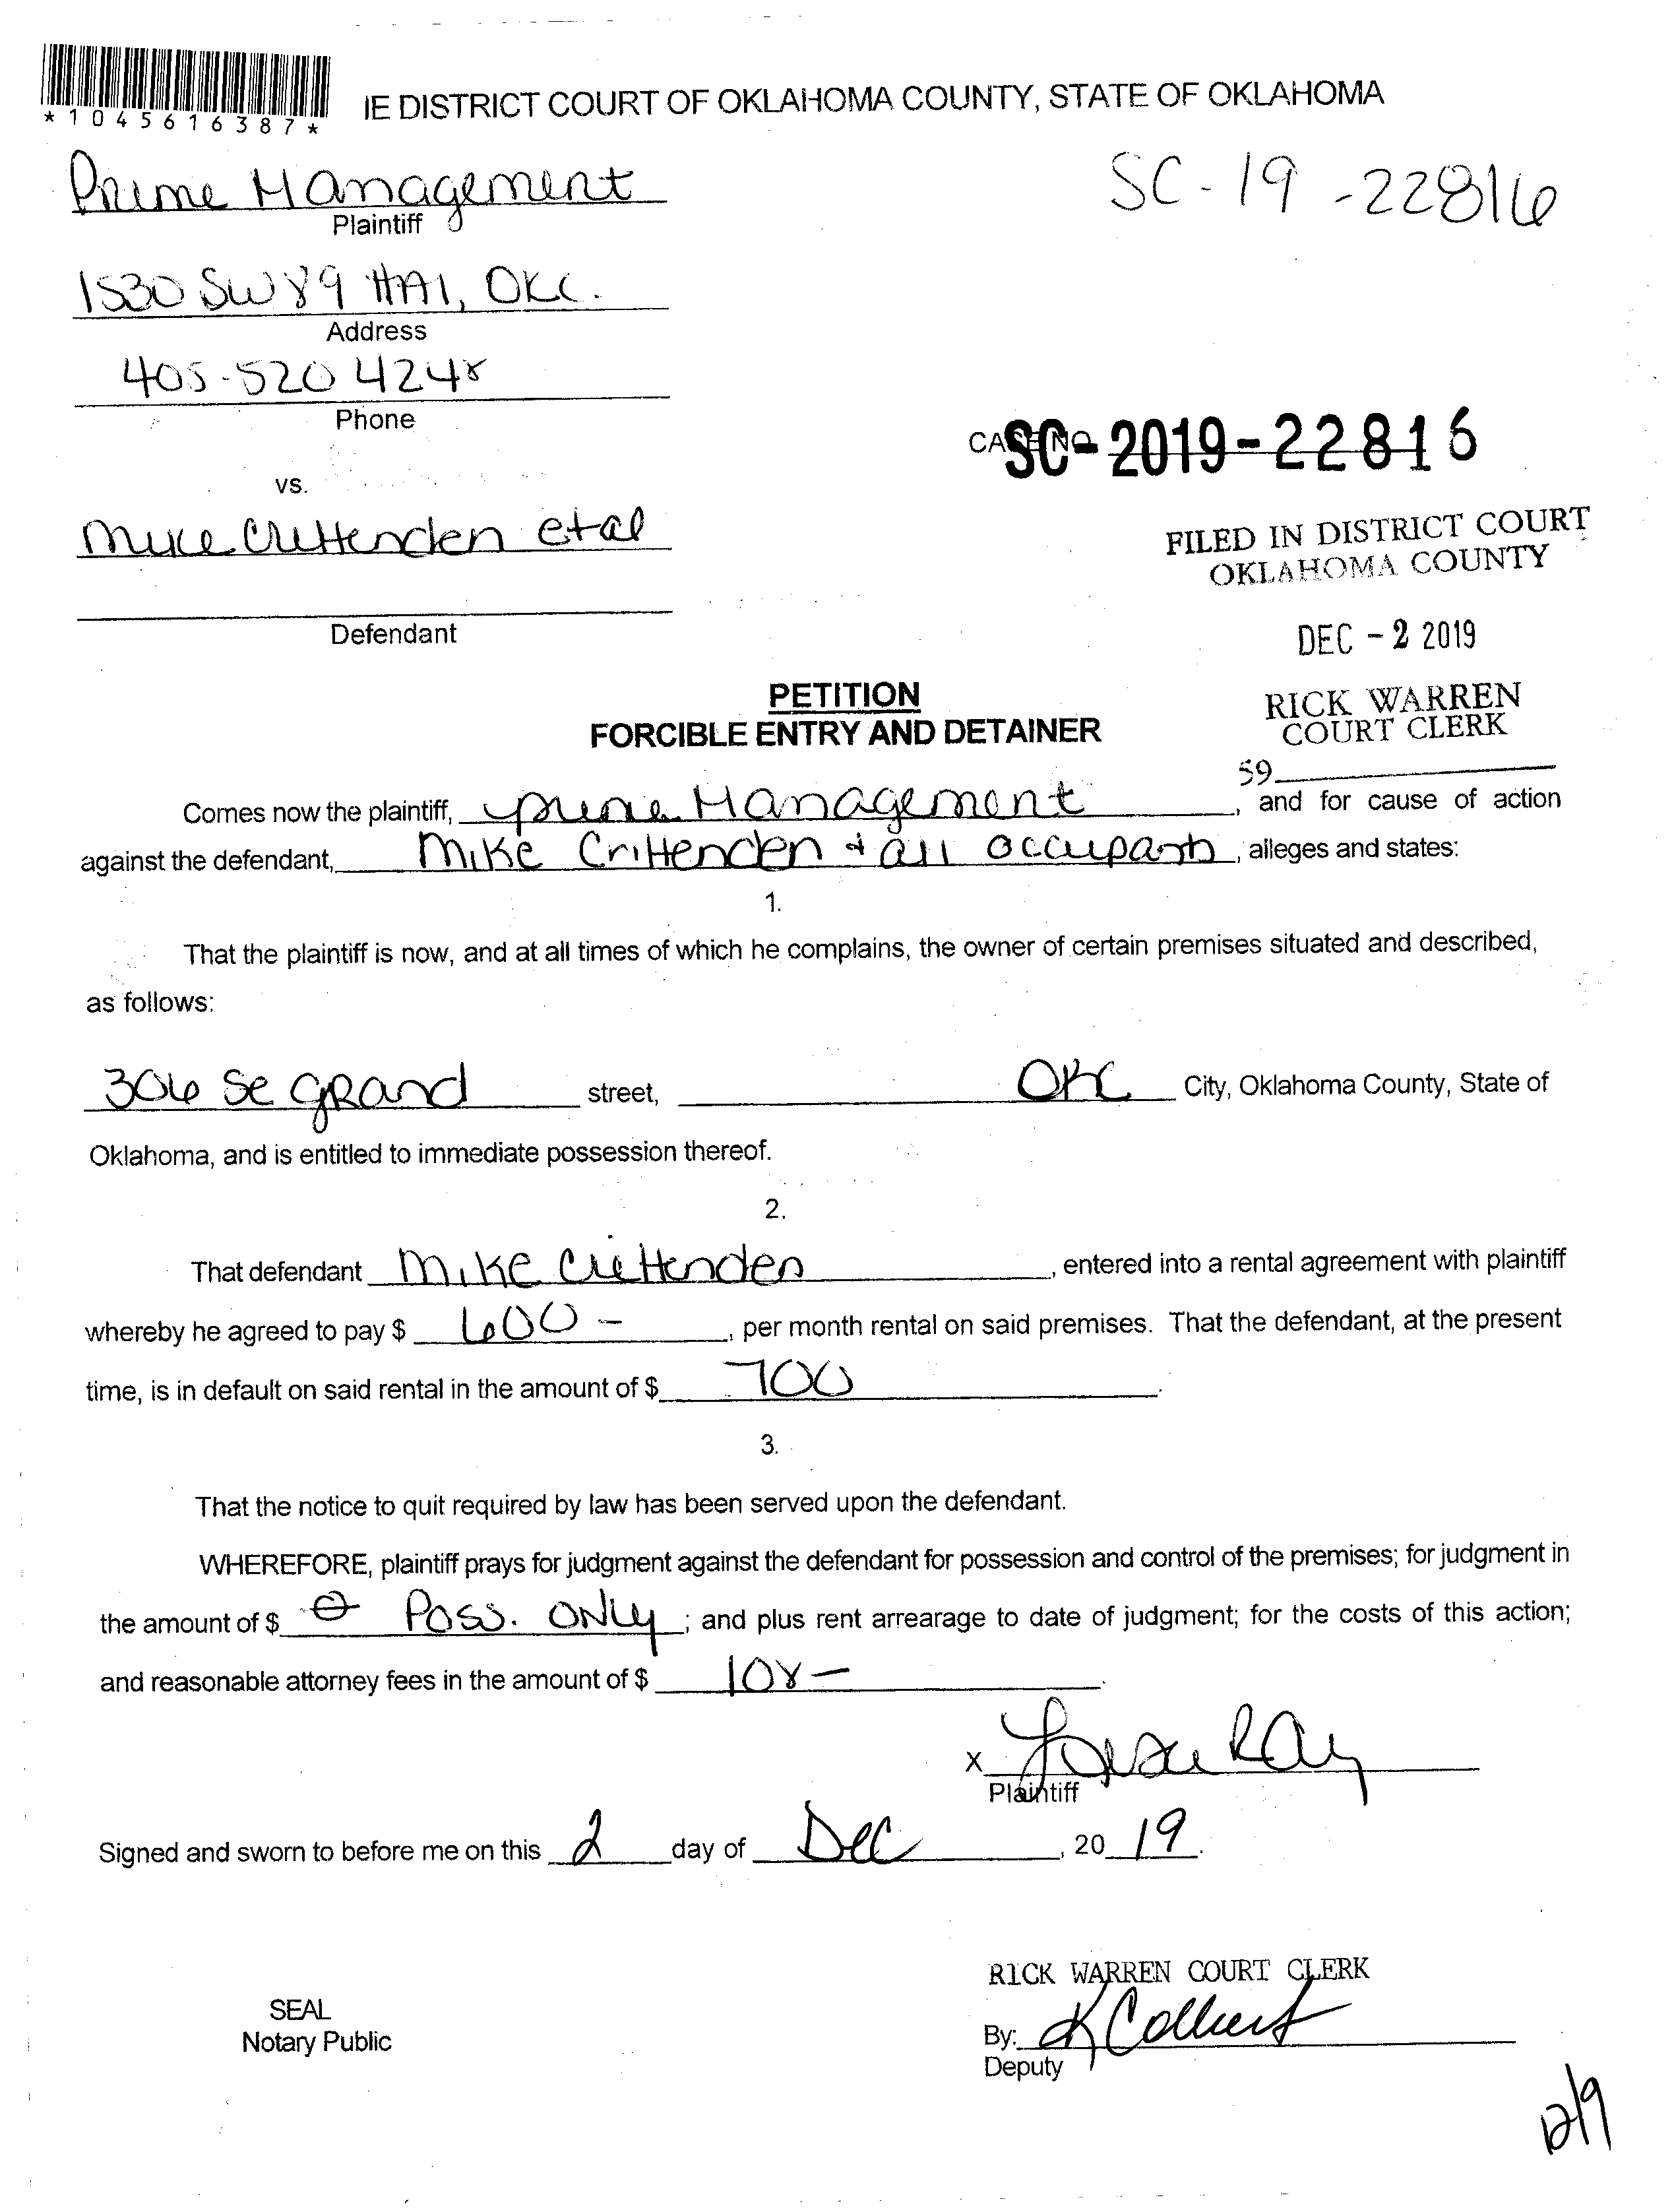 *1045616387*
IE DISTRICT COURT OF OKLAHOMA COUNTY, STATE OF OKLAHOMA
Prime Management
Plaintiff
SC-19-22816
1530 SW 89 #A1, OKC.
Address
405-520 4248
Phone
CASE NO. SC-2019-22816
vs.
Mike Crittenden et al
Defendant
FILED IN DISTRICT COURT
OKLAHOMA COUNTY
DEC - 2 2019
RICK WARREN
COURT CLERK
59
PETITION
FORCIBLE ENTRY AND DETAINER
Comes now the plaintiff, Prime Management, and for cause of action
against the defendant, Mike Crittenden + all occupants, alleges and states:
1.
That the plaintiff is now, and at all times of which he complains, the owner of certain premises situated and described,
as follows:
306 SE Grand street, OKC City, Oklahoma County, State of
Oklahoma, and is entitled to immediate possession thereof.
2.
That defendant Mike Crittenden, entered into a rental agreement with plaintiff
whereby he agreed to pay $ 600 -, per month rental on said premises. That the defendant, at the present
time, is in default on said rental in the amount of $ 700.
3.
That the notice to quit required by law has been served upon the defendant.
WHEREFORE, plaintiff prays for judgment against the defendant for possession and control of the premises; for judgment in
the amount of $ 0 Poss. ONLY; and plus rent arrearage to date of judgment; for the costs of this action;
and reasonable attorney fees in the amount of $ 108 -.
X Ray
Plaintiff
Signed and sworn to before me on this 2 day of Dec, 20 19.
RICK WARREN COURT CLERK
SEAL
Notary Public
By: K Colbert
Deputy
12/9